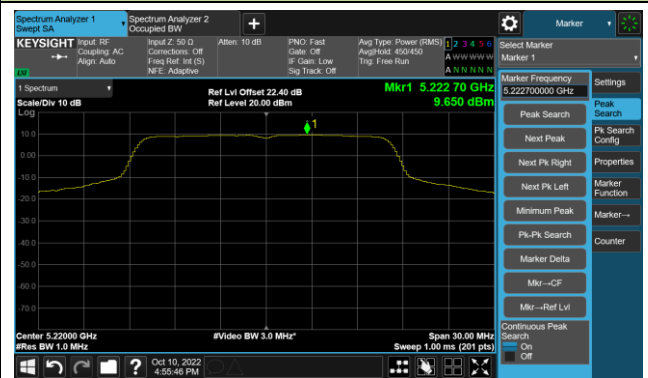 Spectrum Analyzer 1
Swept SA
Spectrum Analyzer 2
Occupied BW
Marker
KEYSIGHT
Input: RF
Coupling: AC
Align: Auto
Input Z: 50 Ω
Corrections: Off
Freq Ref: Int (S)
NFE: Adaptive
Atten: 10 dB
PNO: Fast
Gate: Off
IF Gain: Low
Sig Track: Off
Avg Type: Power (RMS)
Avg|Hold: 450/450
Trig: Free Run
1 2 3 4 5 6
A W W W W W
A N N N N N
Select Marker
Marker 1
LW
1 Spectrum
Scale/Div 10 dB
Ref Lvl Offset 22.40 dB
Ref Level 20.00 dBm
Mkr1 5.222 70 GHz
9.650 dBm
Log
10.0
0.00
-10.0
-20.0
-30.0
-40.0
-50.0
-60.0
-70.0
1
Center 5.22000 GHz
#Res BW 1.0 MHz
#Video BW 3.0 MHz*
Span 30.00 MHz
Sweep 1.00 ms (201 pts)
Marker Frequency
5.222700000 GHz
Peak Search
Next Peak
Next Pk Right
Next Pk Left
Minimum Peak
Pk-Pk Search
Marker Delta
Mkr→CF
Mkr→Ref Lvl
Continuous Peak
Search
On
Off
Settings
Peak
Search
Pk Search
Config
Properties
Marker
Function
Marker→
Counter
?
Oct 10, 2022
4:55:46 PM